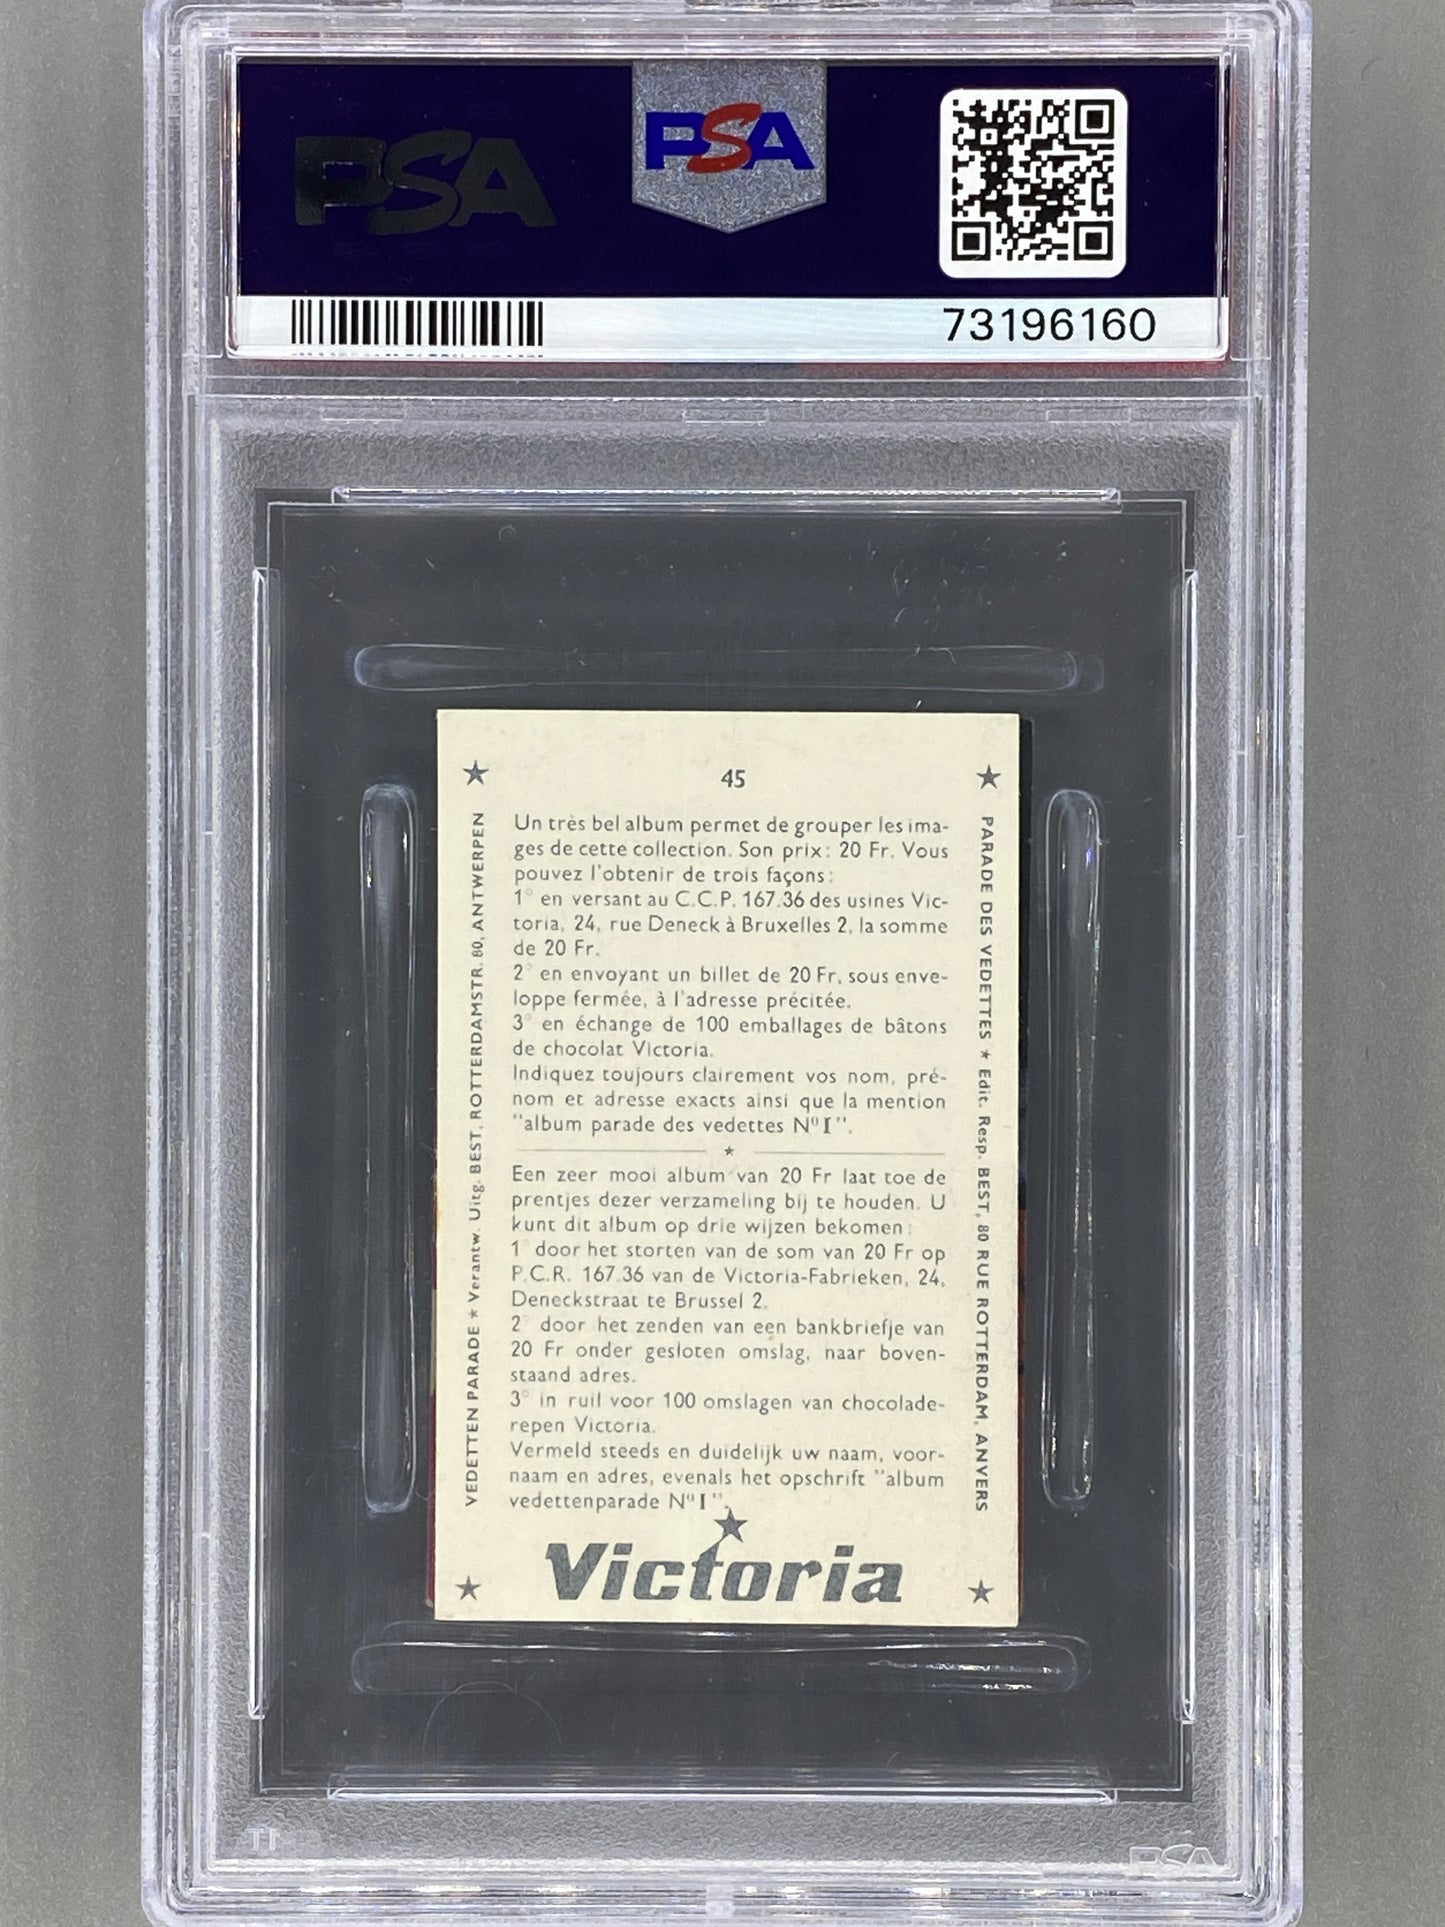 PSA
PSA
73196160
45
Un très bel album permet de grouper les ima-
ges de cette collection. Son prix: 20 Fr. Vous
pouvez l'obtenir de trois façons:
1° en versant au C.C.P. 167.36 des usines Vic-
toria, 24, rue Deneck à Bruxelles 2, la somme
de 20 Fr.
2° en envoyant un billet de 20 Fr, sous enve-
loppe fermée, à l'adresse précitée.
3° en échange de 100 emballages de bâtons
de chocolat Victoria.
Indiquez toujours clairement vos nom, pré-
nom et adresse exacts ainsi que la mention
"album parade des vedettes Nº I".
★
Een zeer mooi album van 20 Fr laat toe de
prentjes dezer verzameling bij te houden. U
kunt dit album op drie wijzen bekomen:
1° door het storten van de som van 20 Fr op
P.C.R. 167.36 van de Victoria-Fabrieken, 24,
Deneckstraat te Brussel 2.
2° door het zenden van een bankbriefje van
20 Fr onder gesloten omslag, naar boven-
staand adres.
3° in ruil voor 100 omslagen van chocolade-
repen Victoria.
Vermeld steeds en duidelijk uw naam, voor-
naam en adres, evenals het opschrift "album
vedettenparade Nº I".
Victoria
VEDETTEN PARADE ★ Verantw. Uitg. BEST, ROTTERDAMSTR. 80, ANTWERPEN
PARADE DES VEDETTES ★ Edit. Resp. BEST, 80 RUE ROTTERDAM, ANVERS
PSA